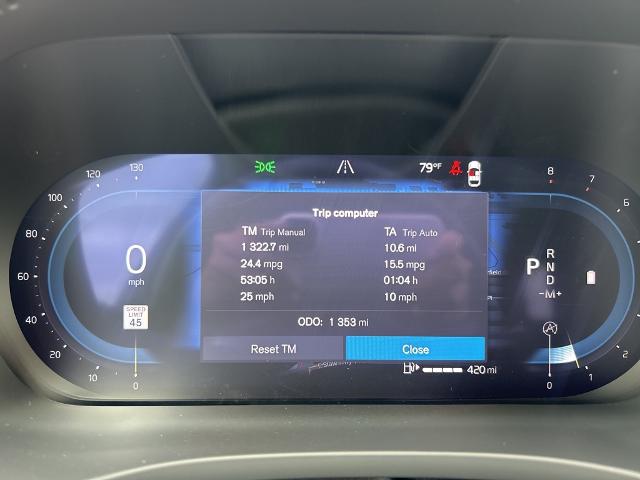 120 130
79°F
8
7
100
6
Trip computer
TM Trip Manual TA Trip Auto
80
1 322.7 mi 10.6 mi
0
24.4 mpg 15.5 mpg
P R
N
D
-M+
60
mph
53:05 h 01:04 h
25 mph 10 mph
SPEED
LIMIT
45
40
ODO: 1 353 mi
A
20
Reset TM Close
2
10
420 mi
1
0
0